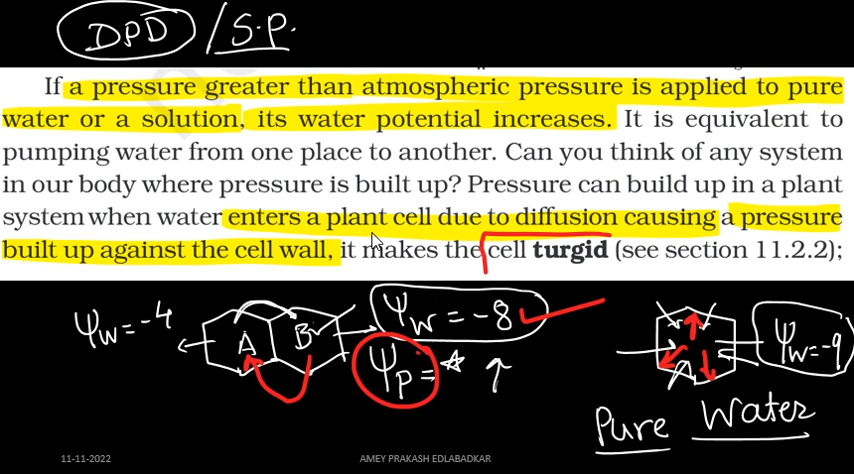 DPD / S.P.
If a pressure greater than atmospheric pressure is applied to pure
water or a solution, its water potential increases. It is equivalent to
pumping water from one place to another. Can you think of any system
in our body where pressure is built up? Pressure can build up in a plant
system when water enters a plant cell due to diffusion causing a pressure
built up against the cell wall, it makes the cell turgid (see section 11.2.2);
Ψw = -4 A B Ψw = -8 Ψw = -9
Ψp = * ↑ A
Pure Water
11-11-2022 AMEY PRAKASH EDLABADKAR